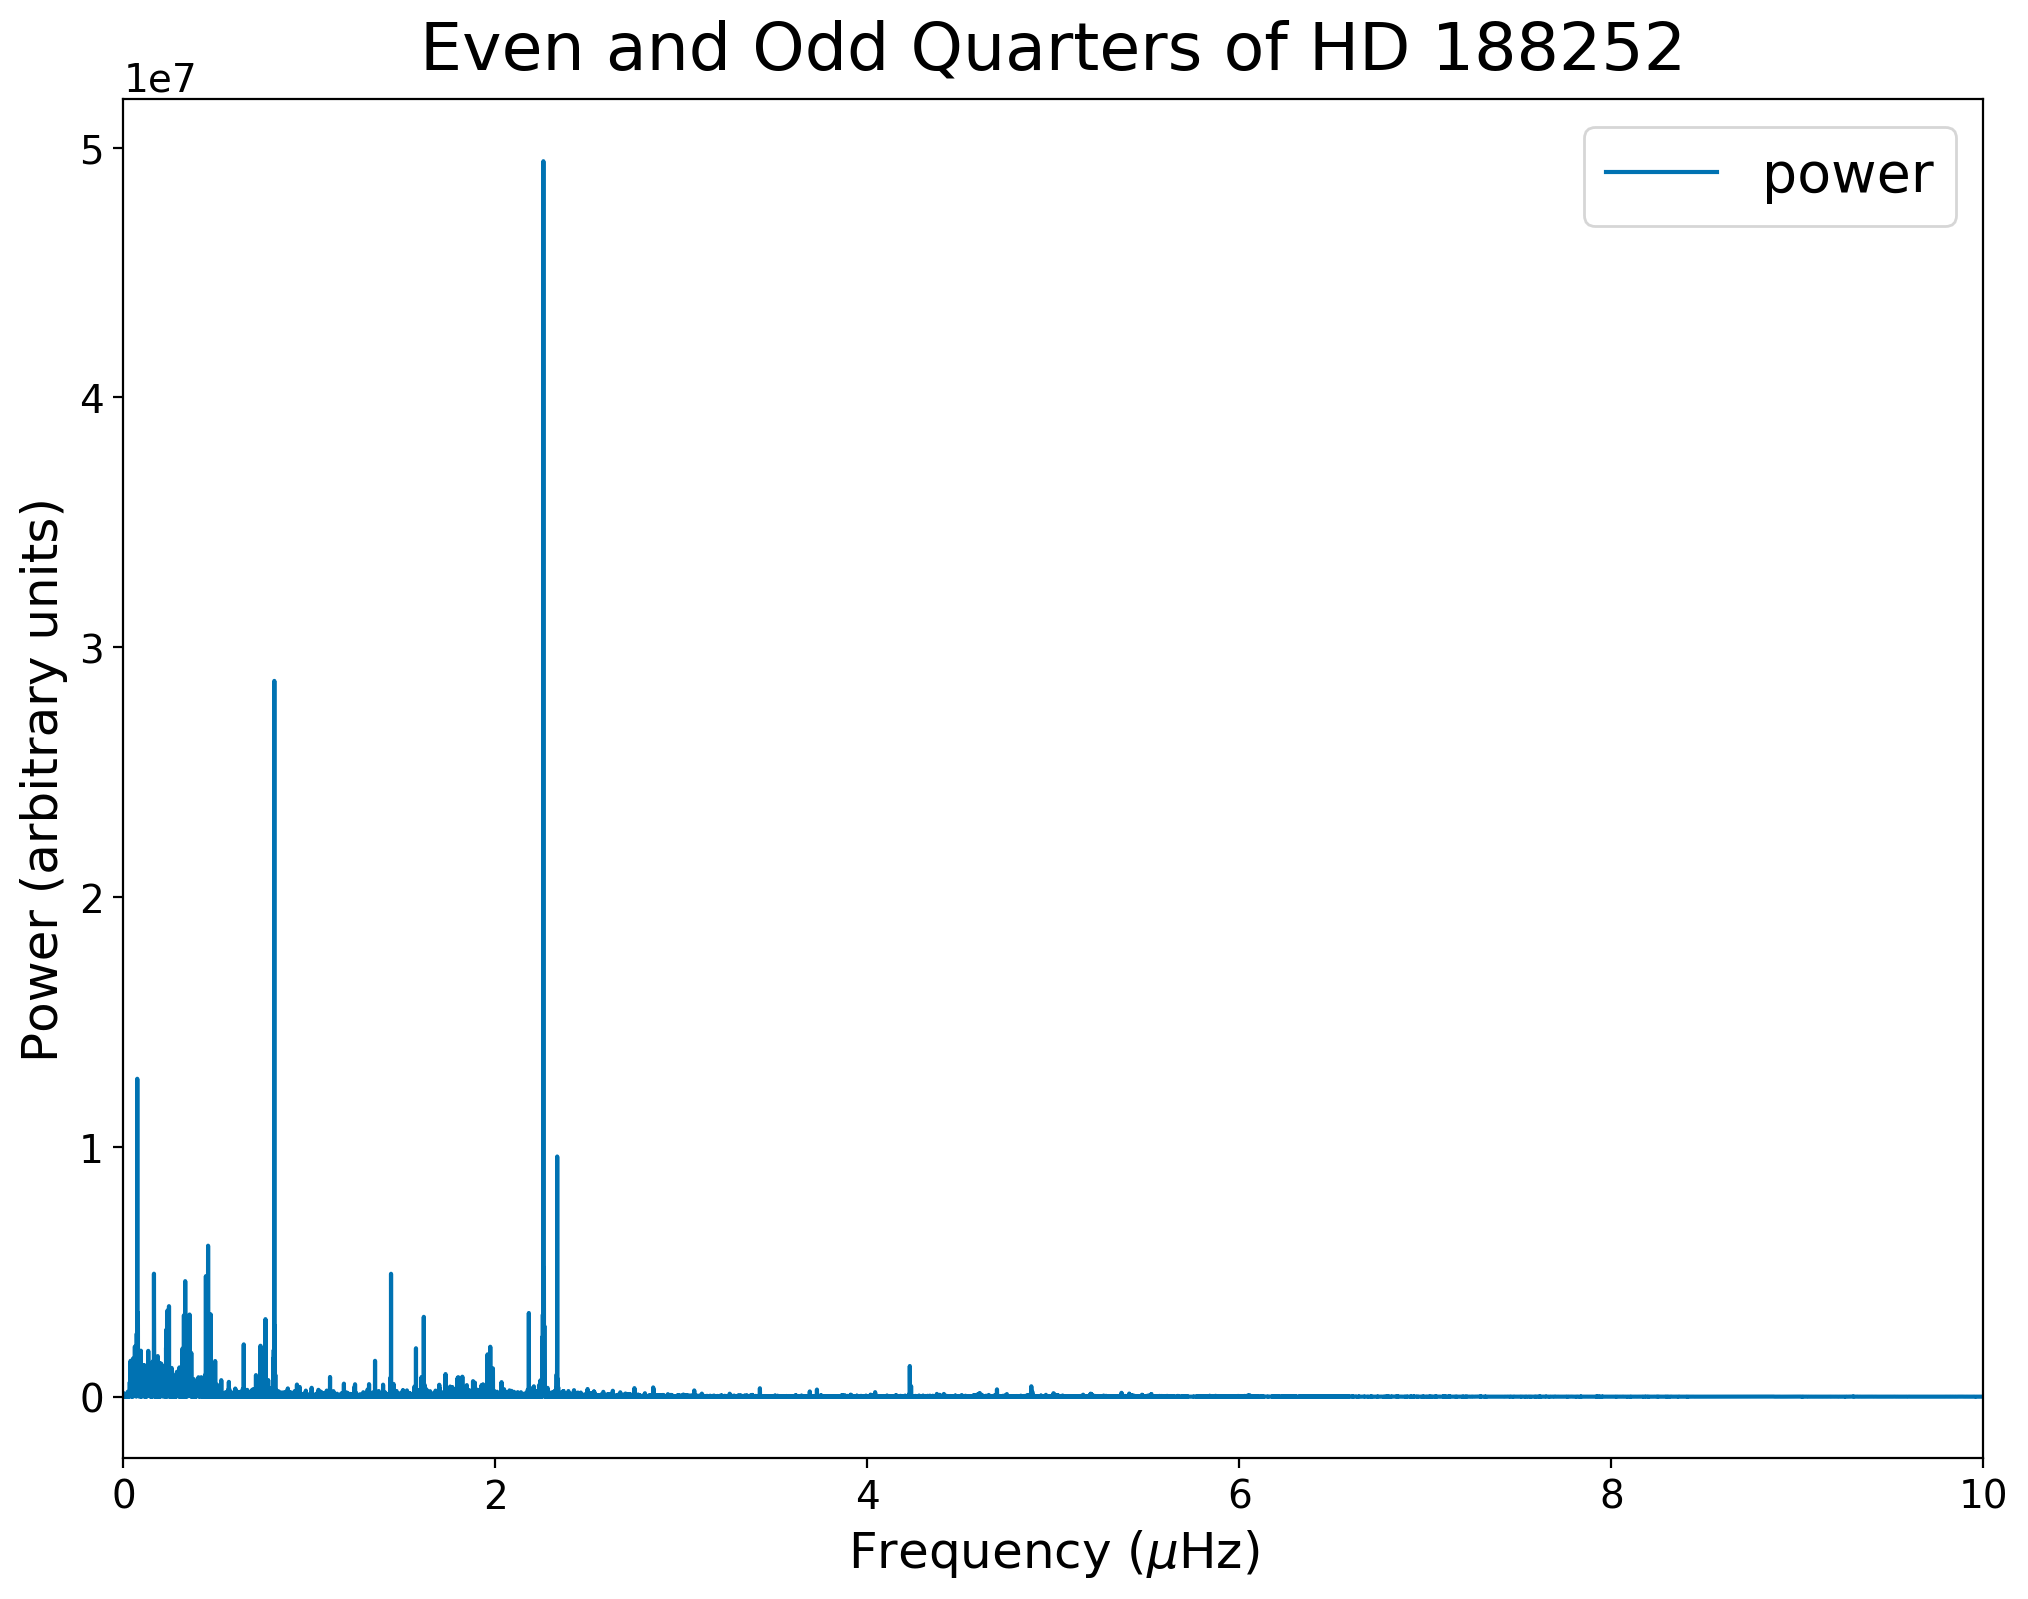 Even and Odd Quarters of HD 188252
1e7
power
5
4
3
2
1
0
Power (arbitrary units)
0 2 4 6 8 10
Frequency (μHz)